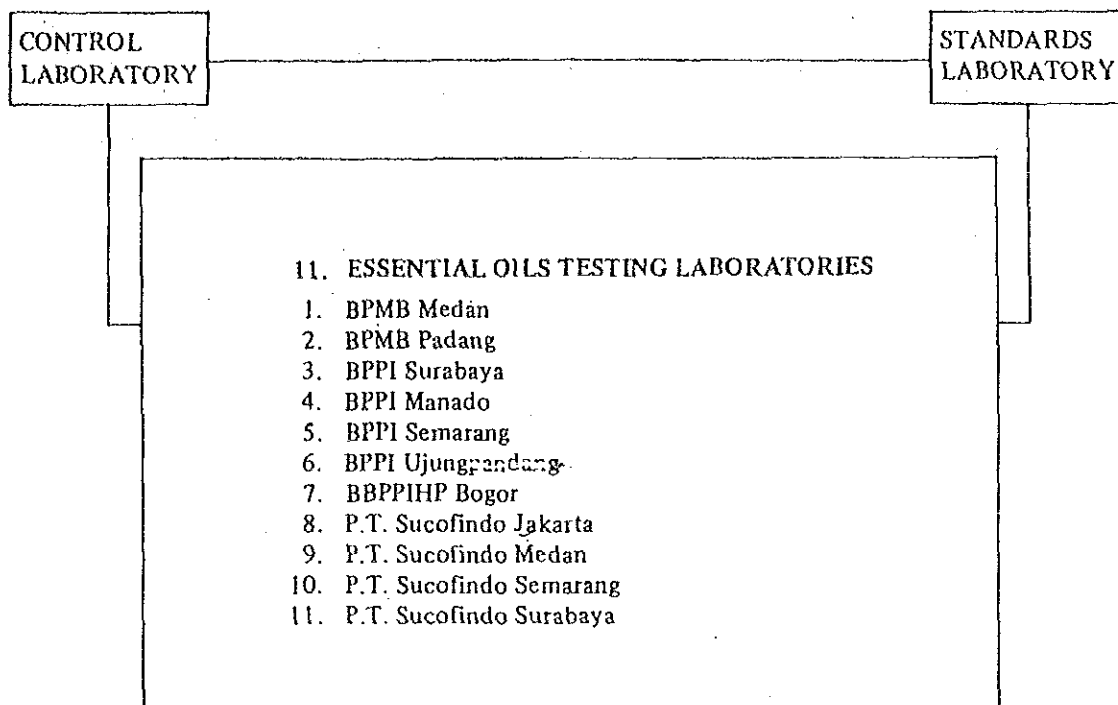 CONTROL
LABORATORY
STANDARDS
LABORATORY
11. ESSENTIAL OILS TESTING LABORATORIES
1. BPMB Medan
2. BPMB Padang
3. BPPI Surabaya
4. BPPI Manado
5. BPPI Semarang
6. BPPI Ujungpandang
7. BBPPIHP Bogor
8. P.T. Sucofindo Jakarta
9. P.T. Sucofindo Medan
10. P.T. Sucofindo Semarang
11. P.T. Sucofindo Surabaya